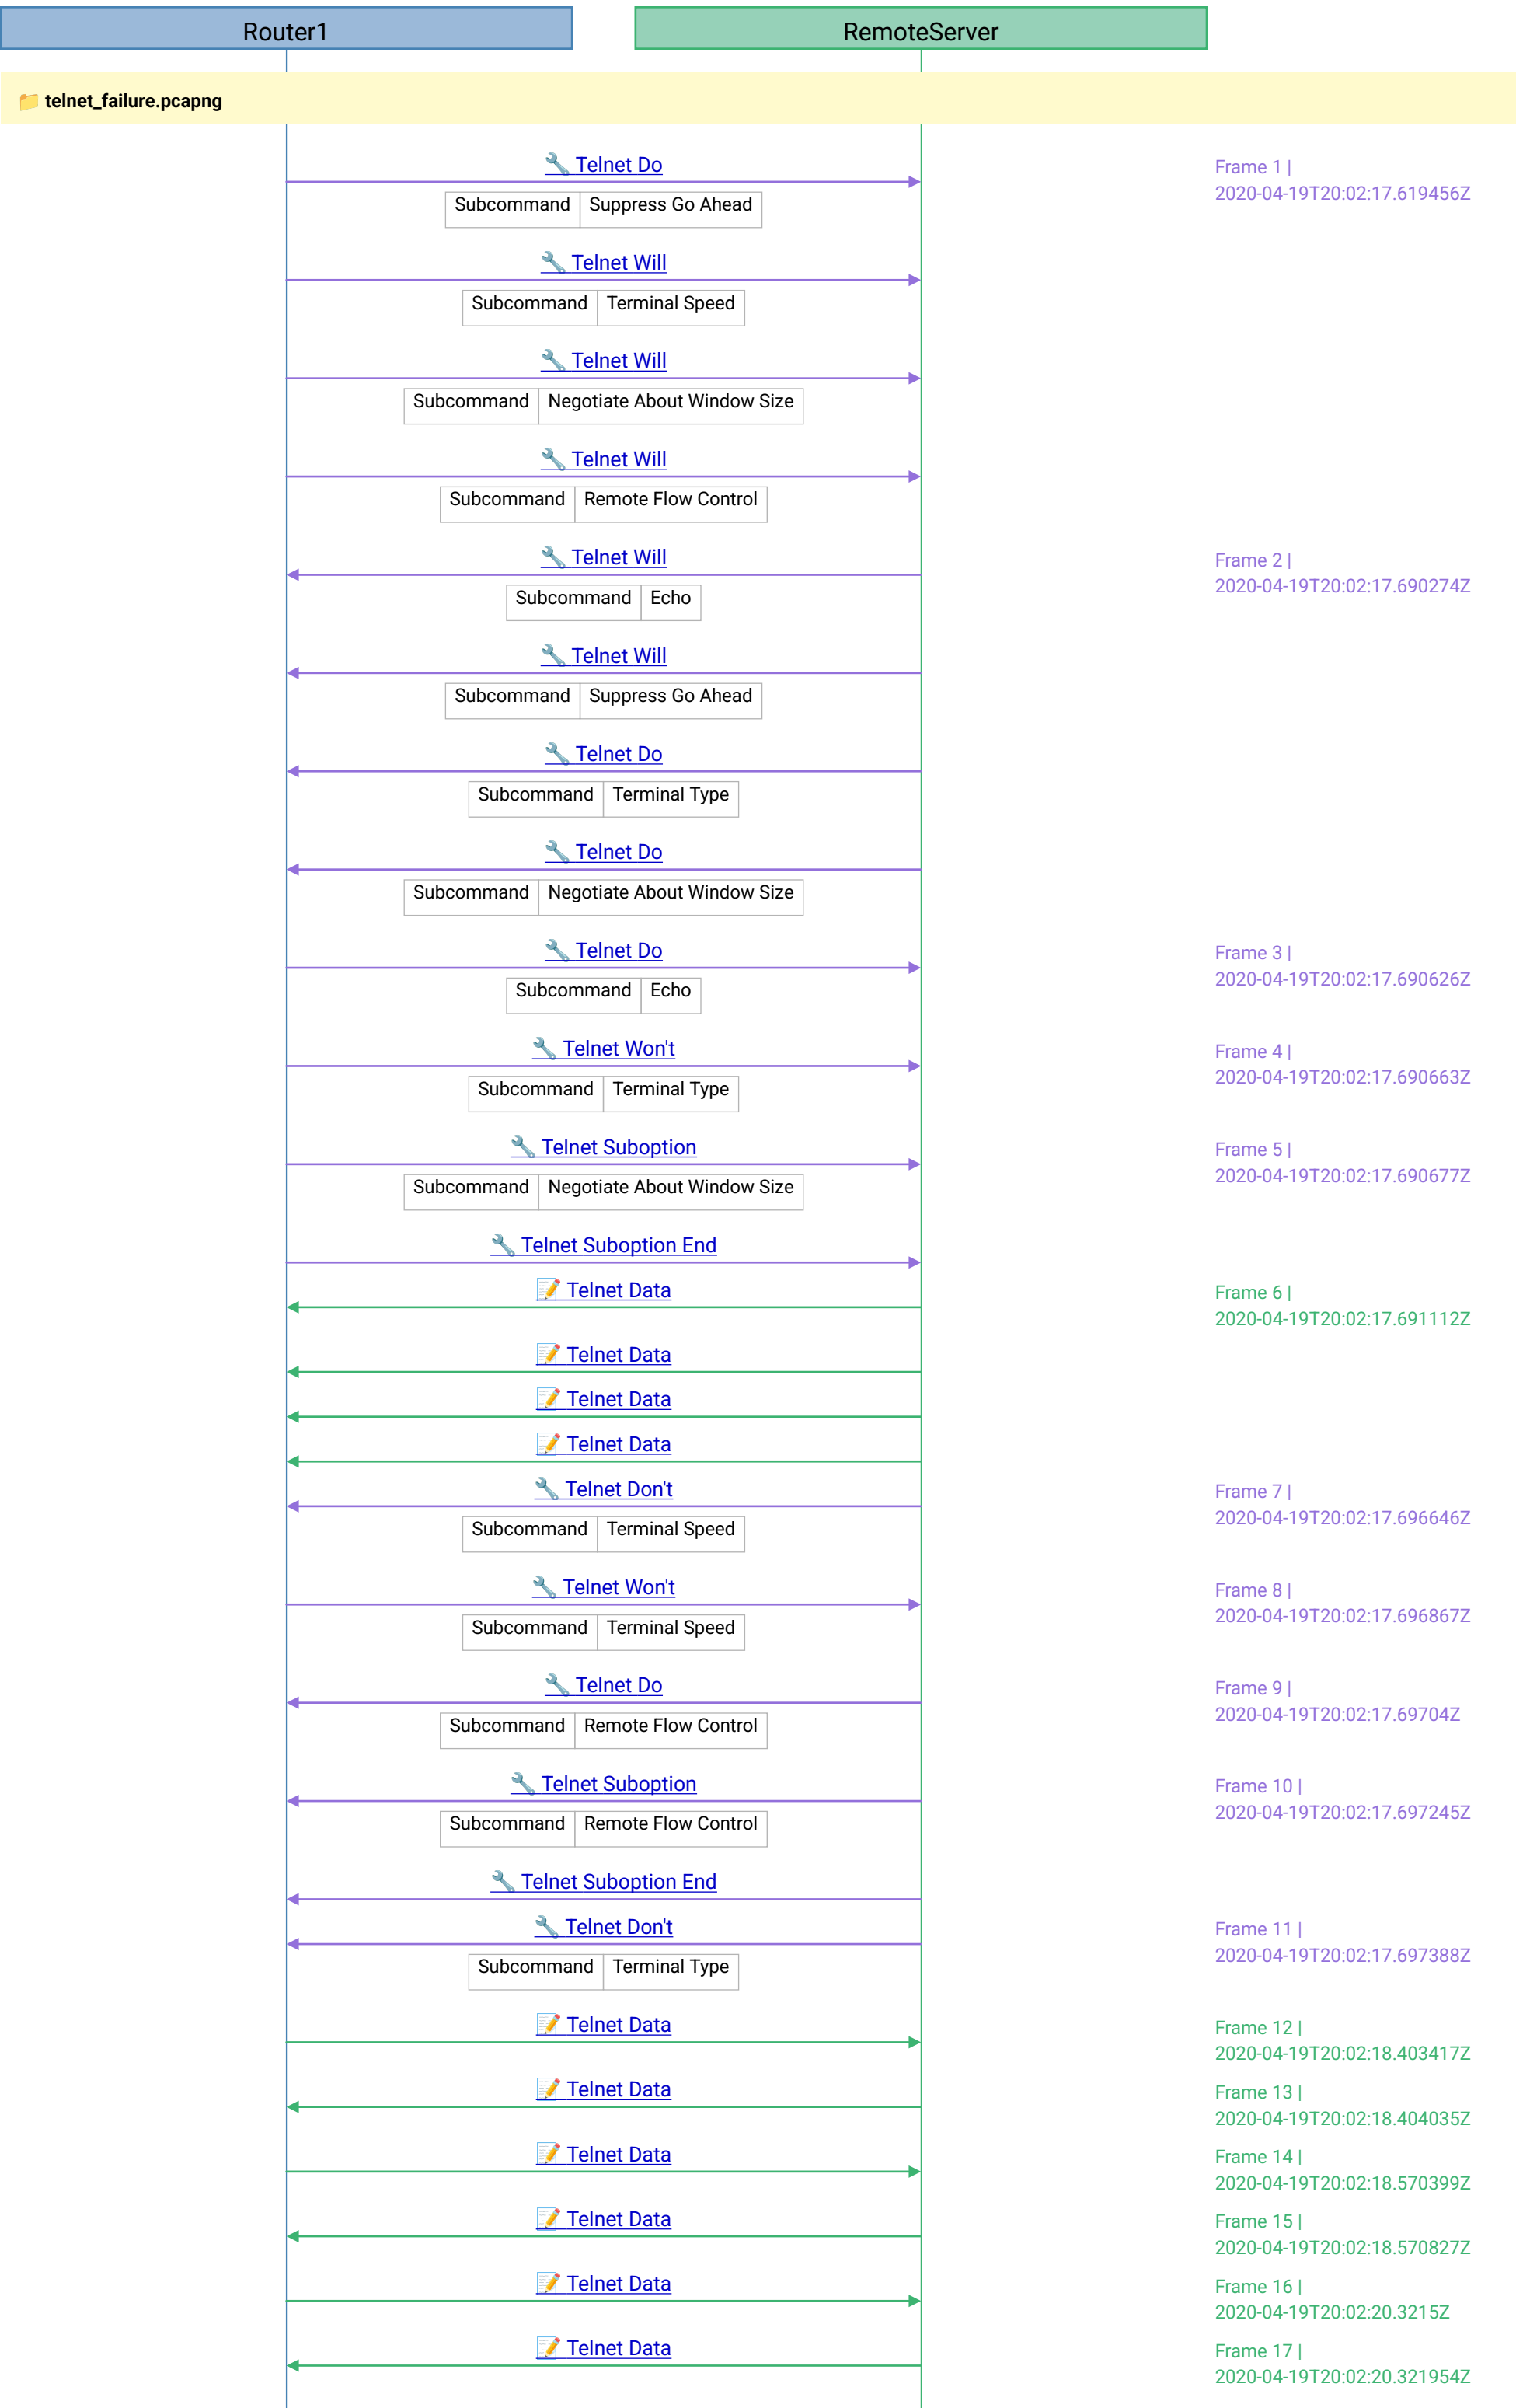 Router1
RemoteServer
telnet_failure.pcapng
Telnet Do
Frame 1 |
2020-04-19T20:02:17.619456Z
Subcommand Suppress Go Ahead
Telnet Will
Subcommand Terminal Speed
Telnet Will
Subcommand Negotiate About Window Size
Telnet Will
Subcommand Remote Flow Control
Telnet Will
Frame 2 |
2020-04-19T20:02:17.690274Z
Subcommand Echo
Telnet Will
Subcommand Suppress Go Ahead
Telnet Do
Subcommand Terminal Type
Telnet Do
Subcommand Negotiate About Window Size
Telnet Do
Frame 3 |
2020-04-19T20:02:17.690626Z
Subcommand Echo
Telnet Won't
Frame 4 |
2020-04-19T20:02:17.690663Z
Subcommand Terminal Type
Telnet Suboption
Frame 5 |
2020-04-19T20:02:17.690677Z
Subcommand Negotiate About Window Size
Telnet Suboption End
Telnet Data
Frame 6 |
2020-04-19T20:02:17.691112Z
Telnet Data
Telnet Data
Telnet Data
Telnet Don't
Frame 7 |
2020-04-19T20:02:17.696646Z
Subcommand Terminal Speed
Telnet Won't
Frame 8 |
2020-04-19T20:02:17.696867Z
Subcommand Terminal Speed
Telnet Do
Frame 9 |
2020-04-19T20:02:17.69704Z
Subcommand Remote Flow Control
Telnet Suboption
Frame 10 |
2020-04-19T20:02:17.697245Z
Subcommand Remote Flow Control
Telnet Suboption End
Telnet Don't
Frame 11 |
2020-04-19T20:02:17.697388Z
Subcommand Terminal Type
Telnet Data
Frame 12 |
2020-04-19T20:02:18.403417Z
Telnet Data
Frame 13 |
2020-04-19T20:02:18.404035Z
Telnet Data
Frame 14 |
2020-04-19T20:02:18.570399Z
Telnet Data
Frame 15 |
2020-04-19T20:02:18.570827Z
Telnet Data
Frame 16 |
2020-04-19T20:02:20.3215Z
Telnet Data
Frame 17 |
2020-04-19T20:02:20.321954Z